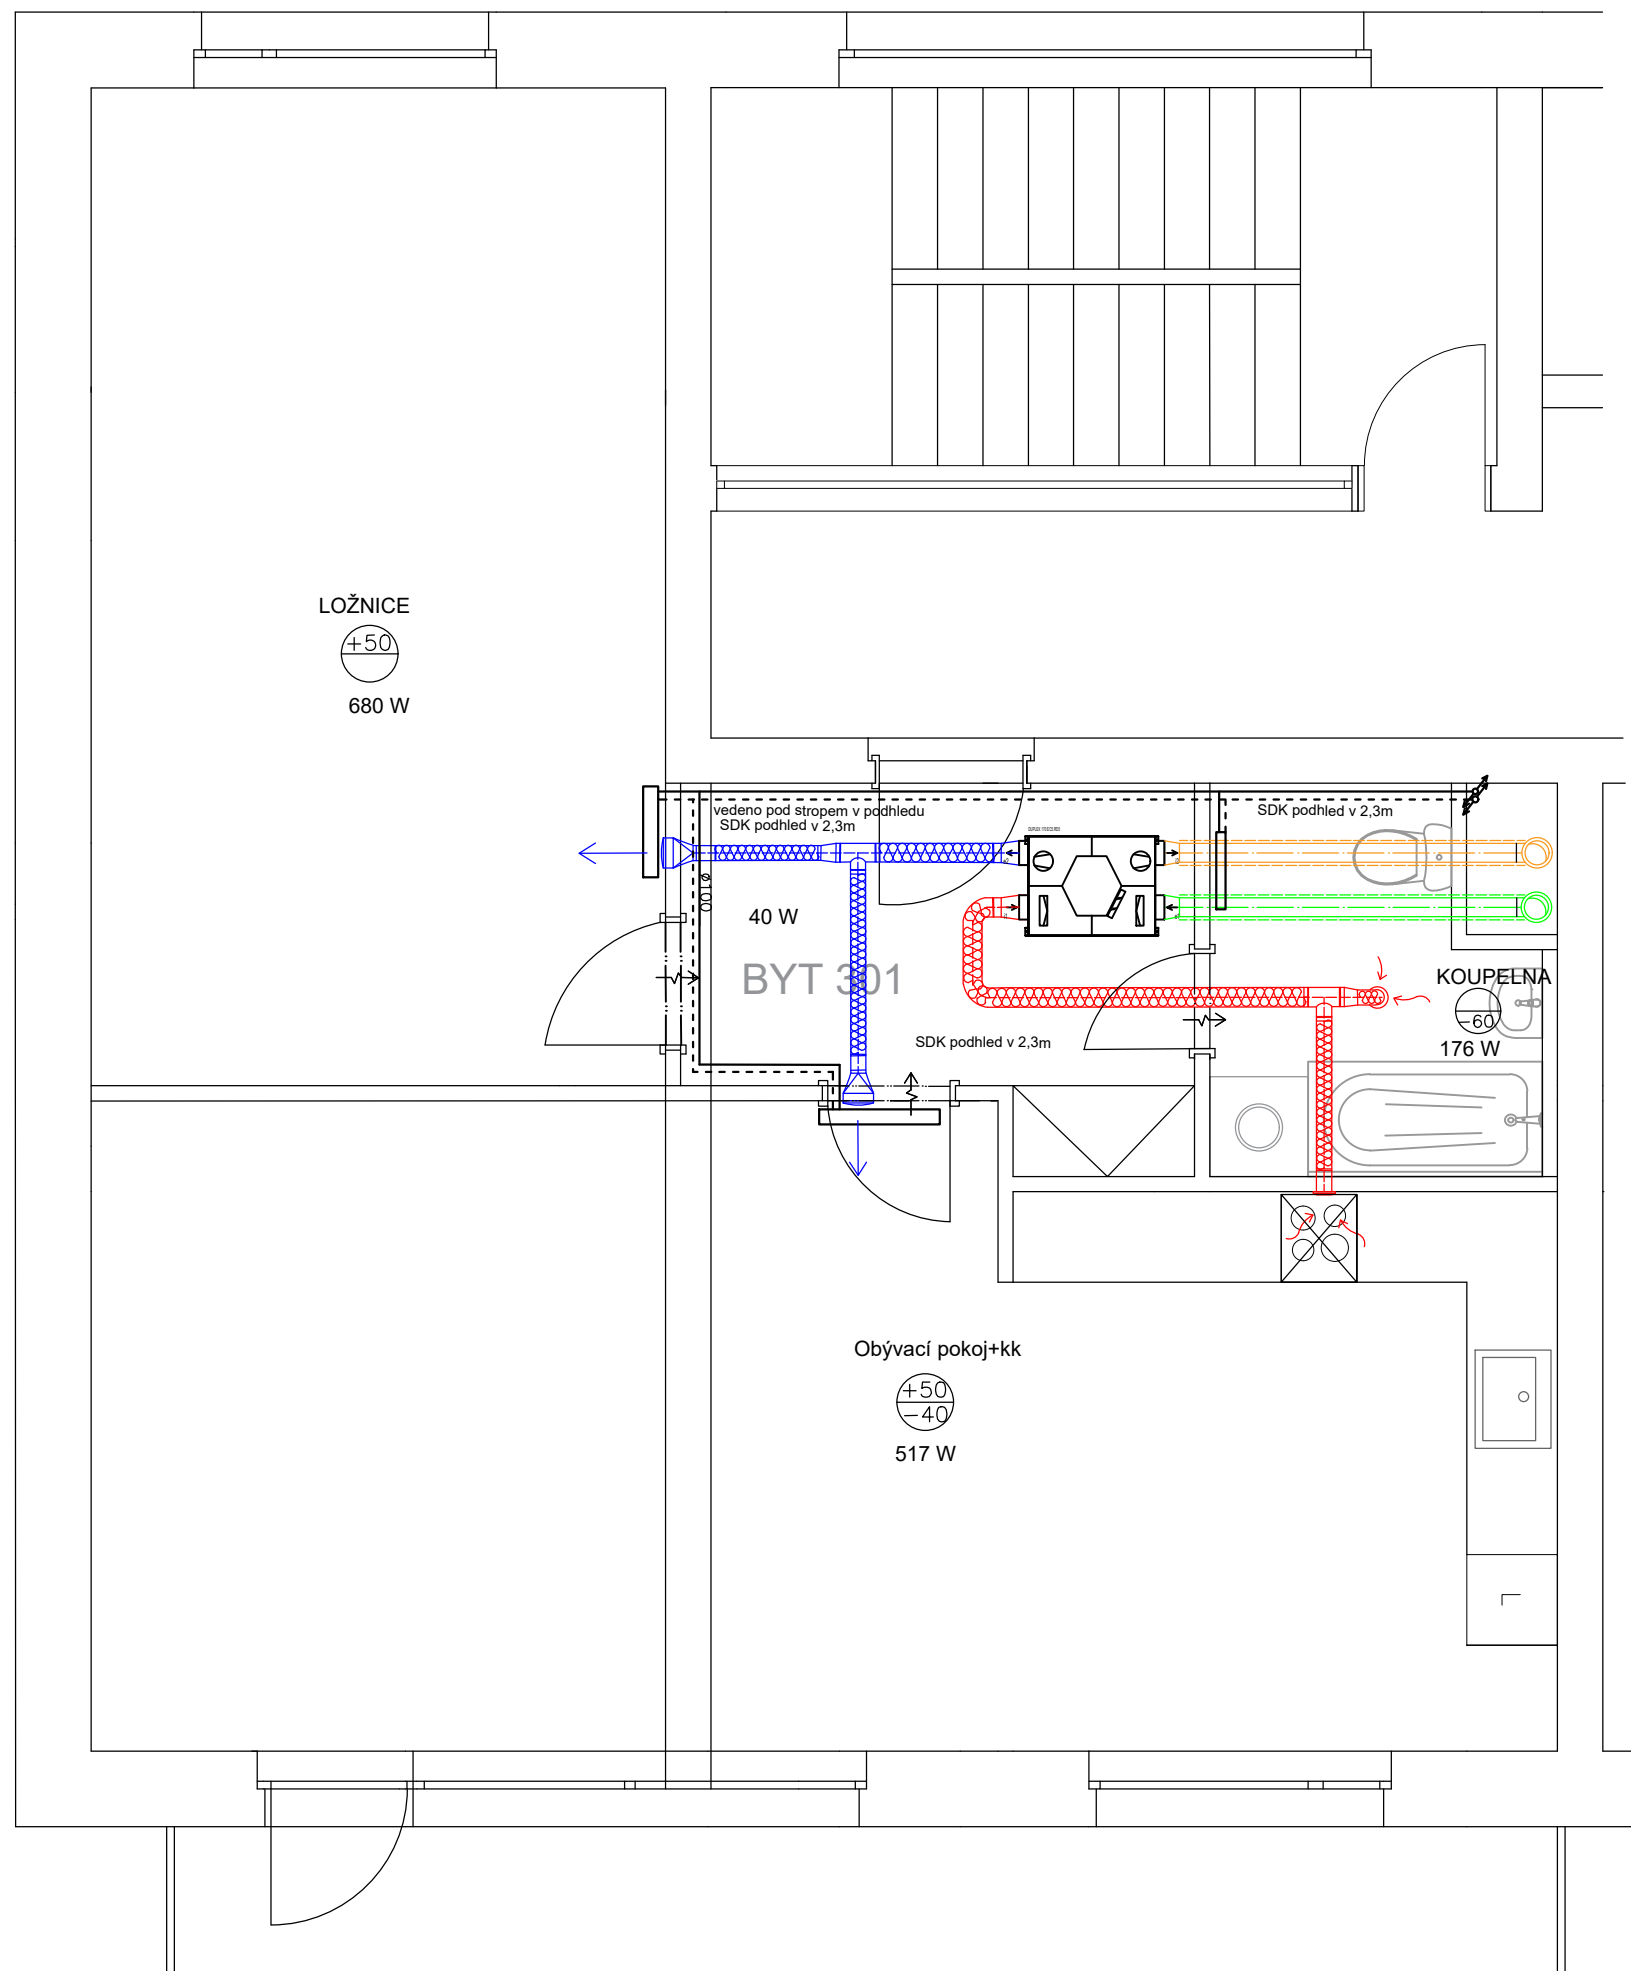 LOŽNICE
+50
680 W
vedeno pod stropem v podhledu
SDK podhled v 2,3m
SDK podhled v 2,3m
ø100
40 W
BYT 301
KOUPELNA
-60
176 W
SDK podhled v 2,3m
Obývací pokoj+kk
+50
-40
517 W